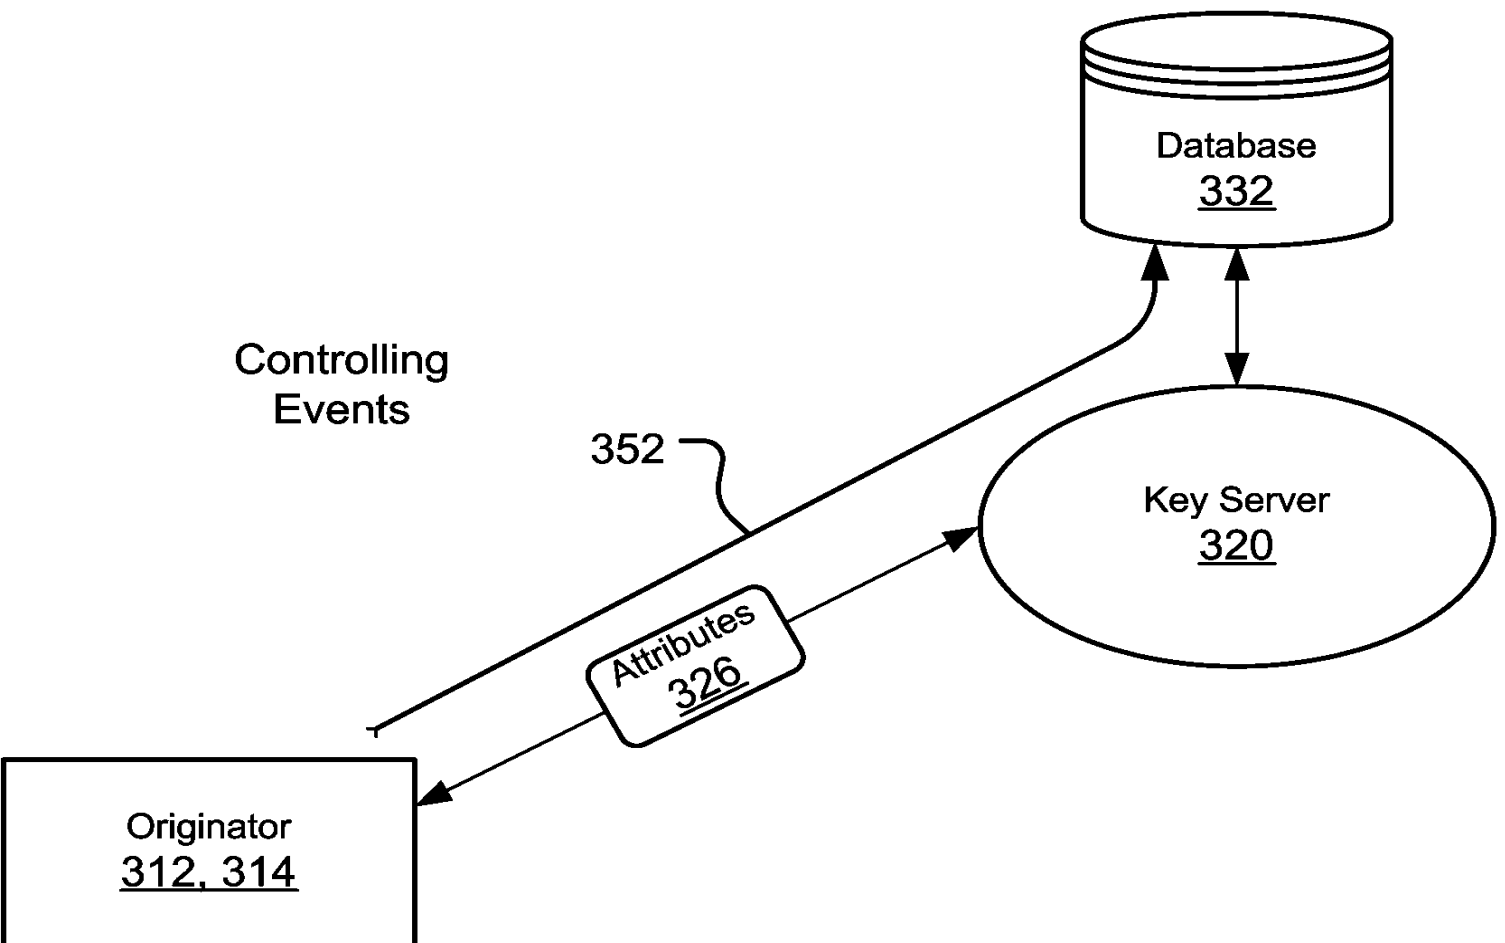 Database
332
Controlling
Events
352
Key Server
320
Attributes
326
Originator
312, 314